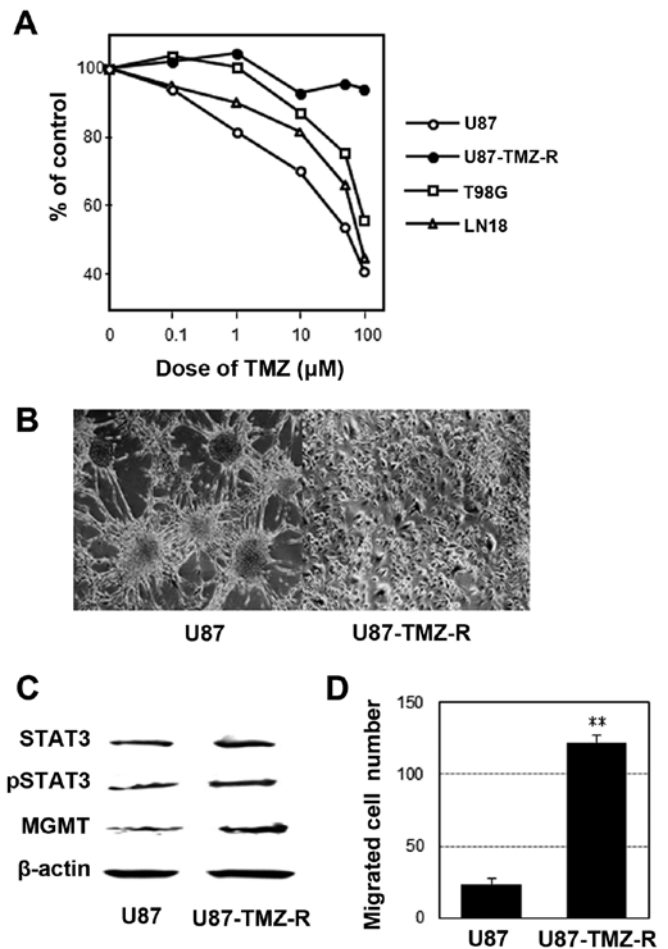 A
% of control
100
80
60
40
0
0.1
1
10
100
Dose of TMZ (µM)
U87
U87-TMZ-R
T98G
LN18
B
U87
U87-TMZ-R
C
STAT3
pSTAT3
MGMT
β-actin
U87
U87-TMZ-R
D
Migrated cell number
150
100
50
0
**
U87
U87-TMZ-R